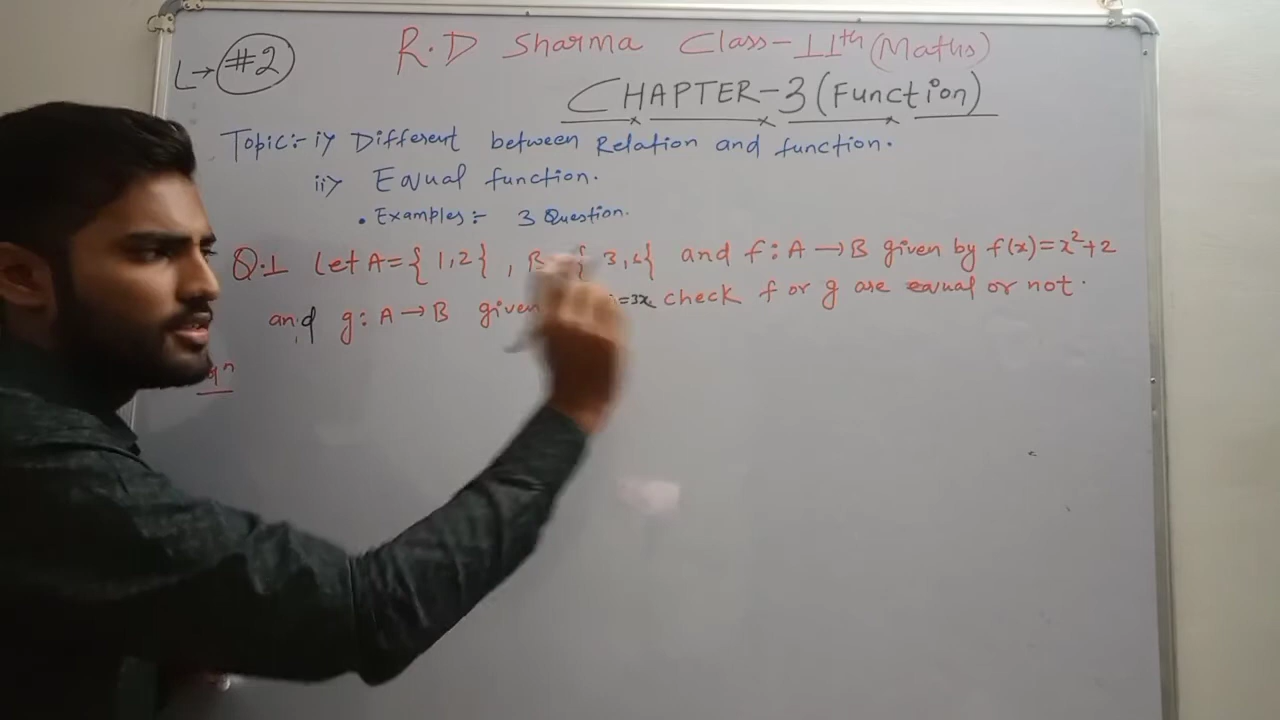 L→ #2
R.D Sharma Class-11th (Maths)
CHAPTER-3 (Function)
Topic:- i> Different between Relation and function.
ii> Equal function.
• Examples:- 3 Question.
Q.1 Let A={1,2}, B { 3, } and f: A→B given by f(x)=x²+2
and g: A→B given =3x check f or g are equal or not.